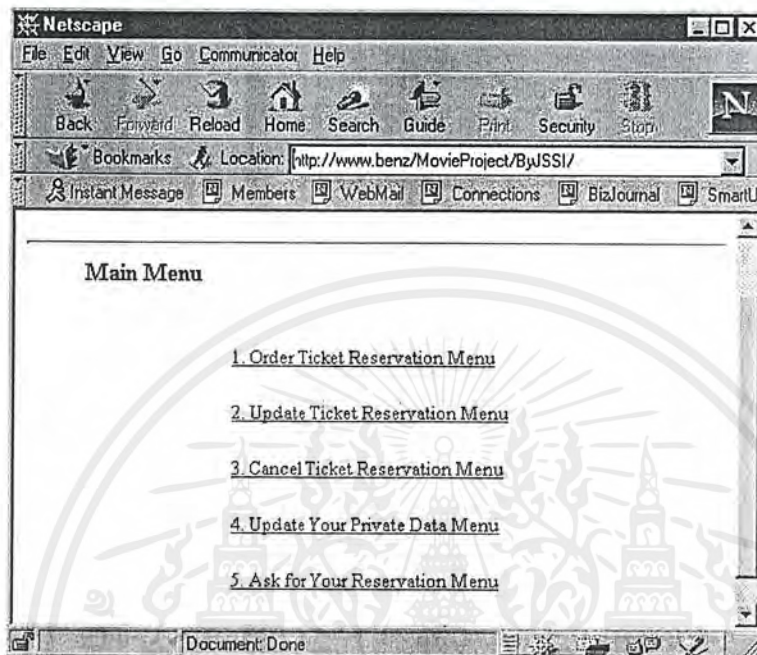 Netscape
File Edit View Go Communicator Help
Back Forward Reload Home Search Guide Print Security Stop
N
Bookmarks Location: http://www.benz/MovieProject/ByJSSI/
Instant Message Members WebMail Connections BizJournal SmartU
Main Menu
1. Order Ticket Reservation Menu
2. Update Ticket Reservation Menu
3. Cancel Ticket Reservation Menu
4. Update Your Private Data Menu
5. Ask for Your Reservation Menu
Document: Done